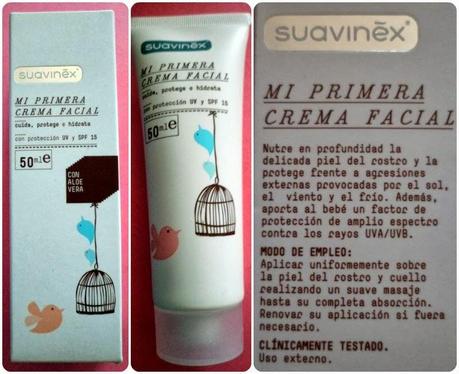 suavinēx®
MI PRIMERA
CREMA FACIAL
cuida, protege e hidrata
con protección UV y SPF 15
50mle
CON
ALOE
VERA
suavinēx®
MI PRIMERA
CREMA FACIAL
cuida, protege e hidrata
con protección UV y SPF 15
50mle
suavinēx®
MI PRIMERA
CREMA FACIAL
Nutre en profundidad la
delicada piel del rostro y la
protege frente a agresiones
externas provocadas por el sol,
el viento y el frío. Además,
aporta al bebé un factor de
protección de amplio espectro
contra los rayos UVA/UVB.
MODO DE EMPLEO:
Aplicar uniformemente sobre
la piel del rostro y cuello
realizando un suave masaje
hasta su completa absorción.
Renovar su aplicación si fuera
necesario.
CLÍNICAMENTE TESTADO.
Uso externo.